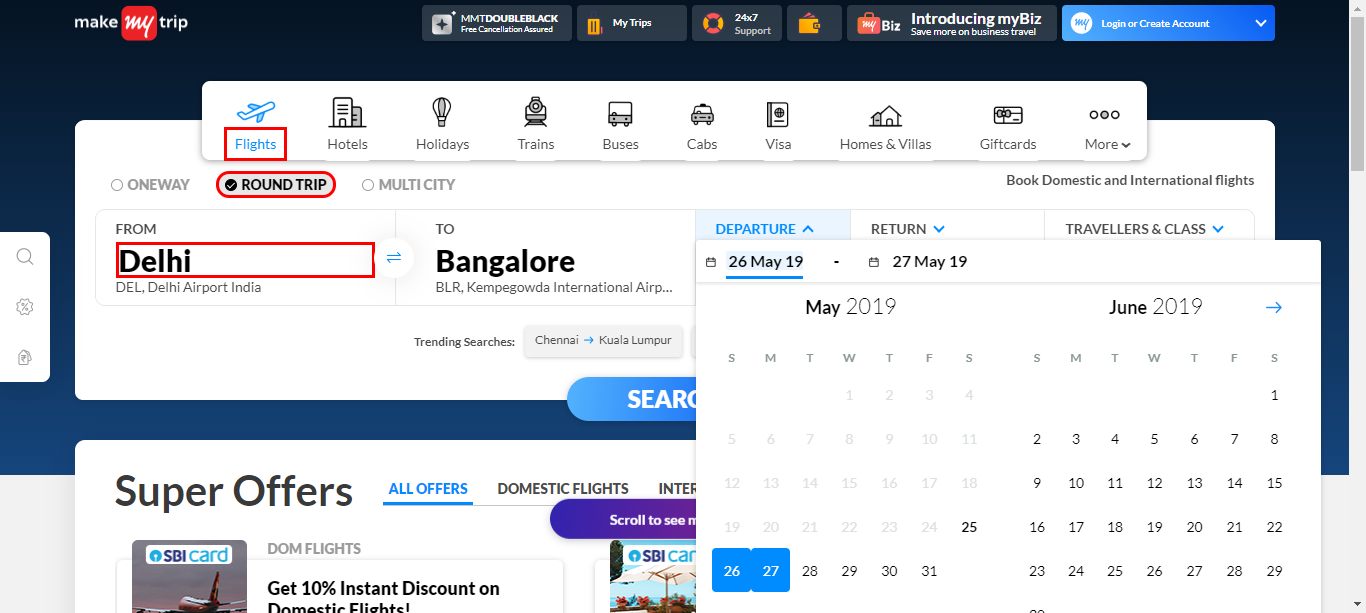 make my trip
MMTDOUBLEBLACK
Free Cancellation Assured
My Trips
24x7
Support
my Biz
Introducing myBiz
Save more on business travel
my
Login or Create Account
Flights
Hotels
Holidays
Trains
Buses
Cabs
Visa
Homes & Villas
Giftcards
More
ONEWAY
ROUND TRIP
MULTI CITY
Book Domestic and International flights
FROM
Delhi
DEL, Delhi Airport India
TO
Bangalore
BLR, Kempegowda International Airp...
DEPARTURE
RETURN
TRAVELLERS & CLASS
26 May 19 - 27 May 19
May 2019
S M T W T F S
1 2 3 4
5 6 7 8 9 10 11
12 13 14 15 16 17 18
19 20 21 22 23 24 25
26 27 28 29 30 31
June 2019
S M T W T F S
1
2 3 4 5 6 7 8
9 10 11 12 13 14 15
16 17 18 19 20 21 22
23 24 25 26 27 28 29
Trending Searches:
Chennai → Kuala Lumpur
SEARC
Super Offers
ALL OFFERS
DOMESTIC FLIGHTS
INTER
Scroll to see m
SBI card
DOM FLIGHTS
Get 10% Instant Discount on
Domestic Flights!
SBI car